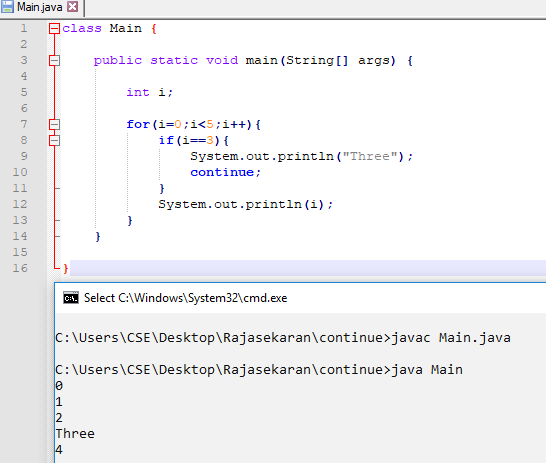 Main.java
1 class Main {
2
3 public static void main(String[] args) {
4
5 int i;
6
7 for(i=0;i<5;i++){
8 if(i==3){
9 System.out.println("Three");
10 continue;
11 }
12 System.out.println(i);
13 }
14 }
15
16 }
Select C:\Windows\System32\cmd.exe
C:\Users\CSE\Desktop\Rajasekaran\continue>javac Main.java
C:\Users\CSE\Desktop\Rajasekaran\continue>java Main
0
1
2
Three
4